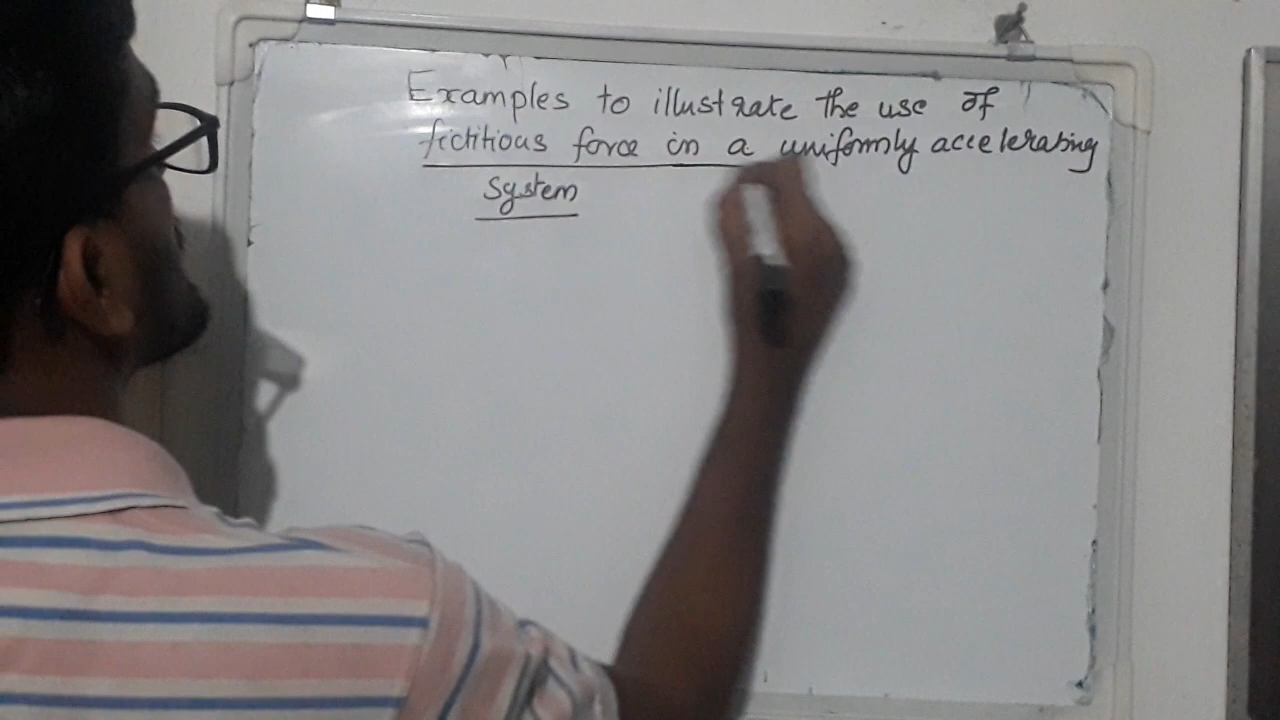 Examples to illustrate the use of
fictitious force in a uniformly accelerating
System